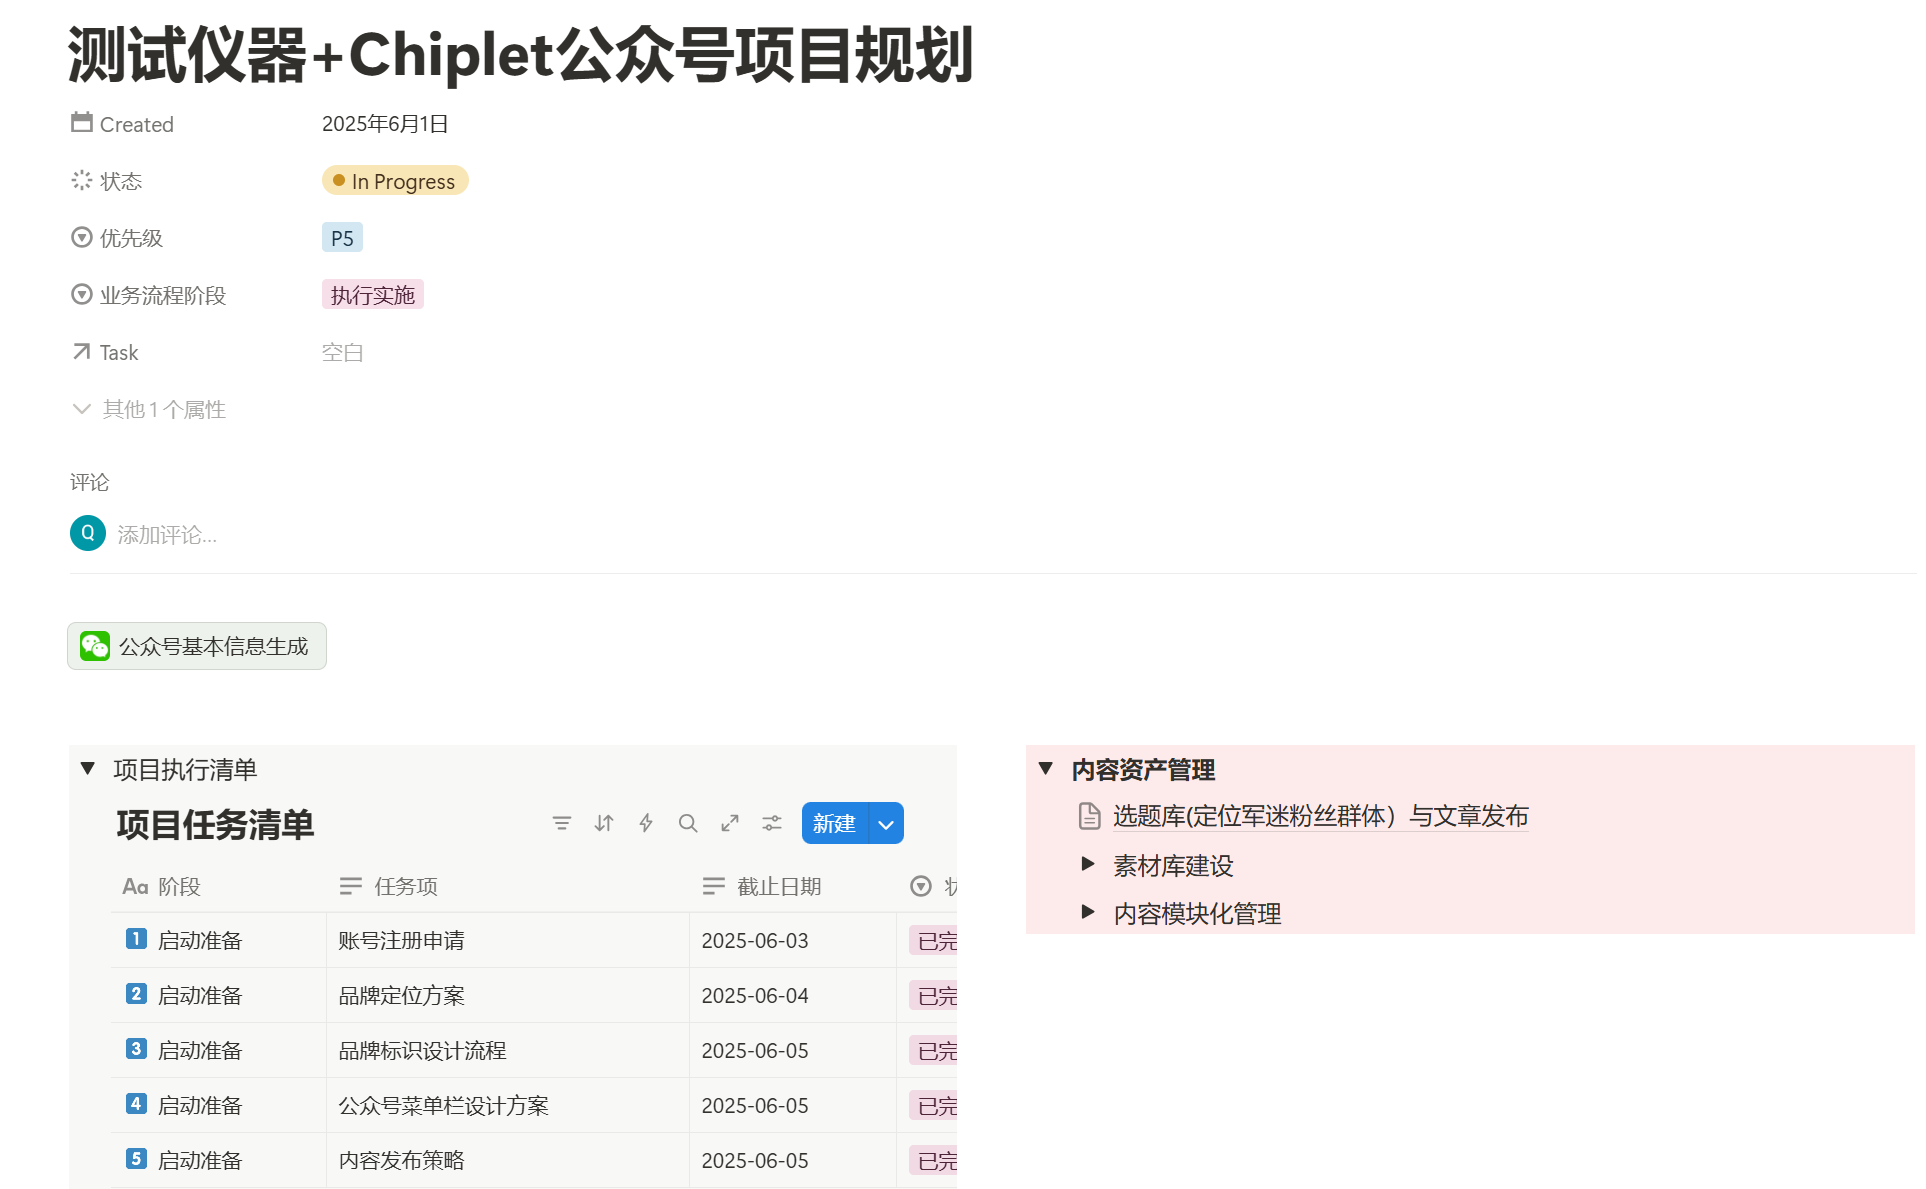 测试仪器+Chiplet公众号项目规划
Created 2025年6月1日
状态 In Progress
优先级 P5
业务流程阶段 执行实施
Task 空白
其他 1 个属性
评论
Q 添加评论...
公众号基本信息生成
项目执行清单
项目任务清单 新建
Aa 阶段 任务项 截止日期
1 启动准备 账号注册申请 2025-06-03 已完
2 启动准备 品牌定位方案 2025-06-04 已完
3 启动准备 品牌标识设计流程 2025-06-05 已完
4 启动准备 公众号菜单栏设计方案 2025-06-05 已完
5 启动准备 内容发布策略 2025-06-05 已完
内容资产管理
选题库(定位军迷粉丝群体）与文章发布
素材库建设
内容模块化管理